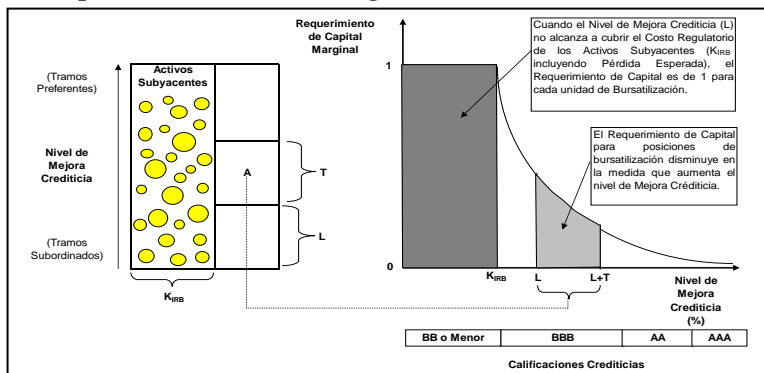 Requerimiento
de Capital
Marginal
Cuando el Nivel de Mejora Crediticia (L)
no alcanza a cubrir el Costo Regulatorio
de los Activos Subyacentes (KIRB
incluyendo Pérdida Esperada), el
Requerimiento de Capital es de 1 para
cada unidad de Bursatilización.
El Requerimiento de Capital
para posiciones de
bursatilización disminuye en
la medida que aumenta el
nivel de Mejora Créditicia.
(Tramos
Preferentes)
Activos
Subyacentes
Nivel de
Mejora
Crediticia
(Tramos
Subordinados)
A
T
L
KIRB
1
0
KIRB
L
L+T
Nivel de
Mejora
Crediticia
(%)
BB o Menor
BBB
AA
AAA
Calificaciones Crediticias